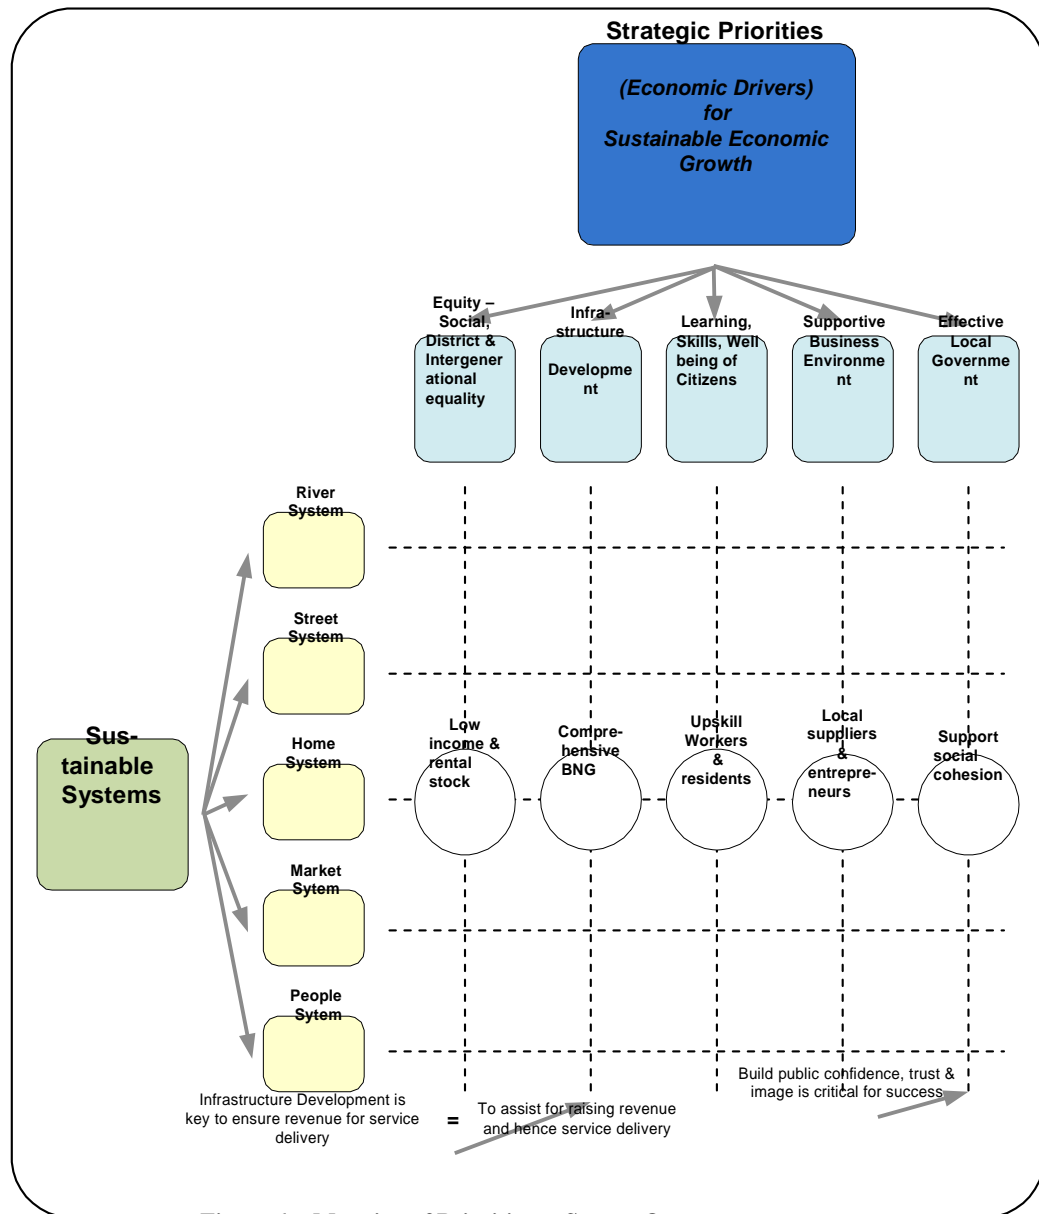 Strategic Priorities
(Economic Drivers)
for
Sustainable Economic
Growth
Equity –
Social,
District &
Intergener
ational
equality
Infra-
structure
Developme
nt
Learning,
Skills, Well
being of
Citizens
Supportive
Business
Environme
nt
Effective
Local
Governme
nt
River
System
Street
System
Sus-
tainable
Systems
Home
System
Low
income &
rental
stock
Compre-
hensive
BNG
Upskill
Workers
&
residents
Local
suppliers
&
entrepre-
neurs
Support
social
cohesion
Market
Sytem
People
Sytem
Infrastructure Development is
key to ensure revenue for service
delivery
=
To assist for raising revenue
and hence service delivery
Build public confidence, trust &
image is critical for success